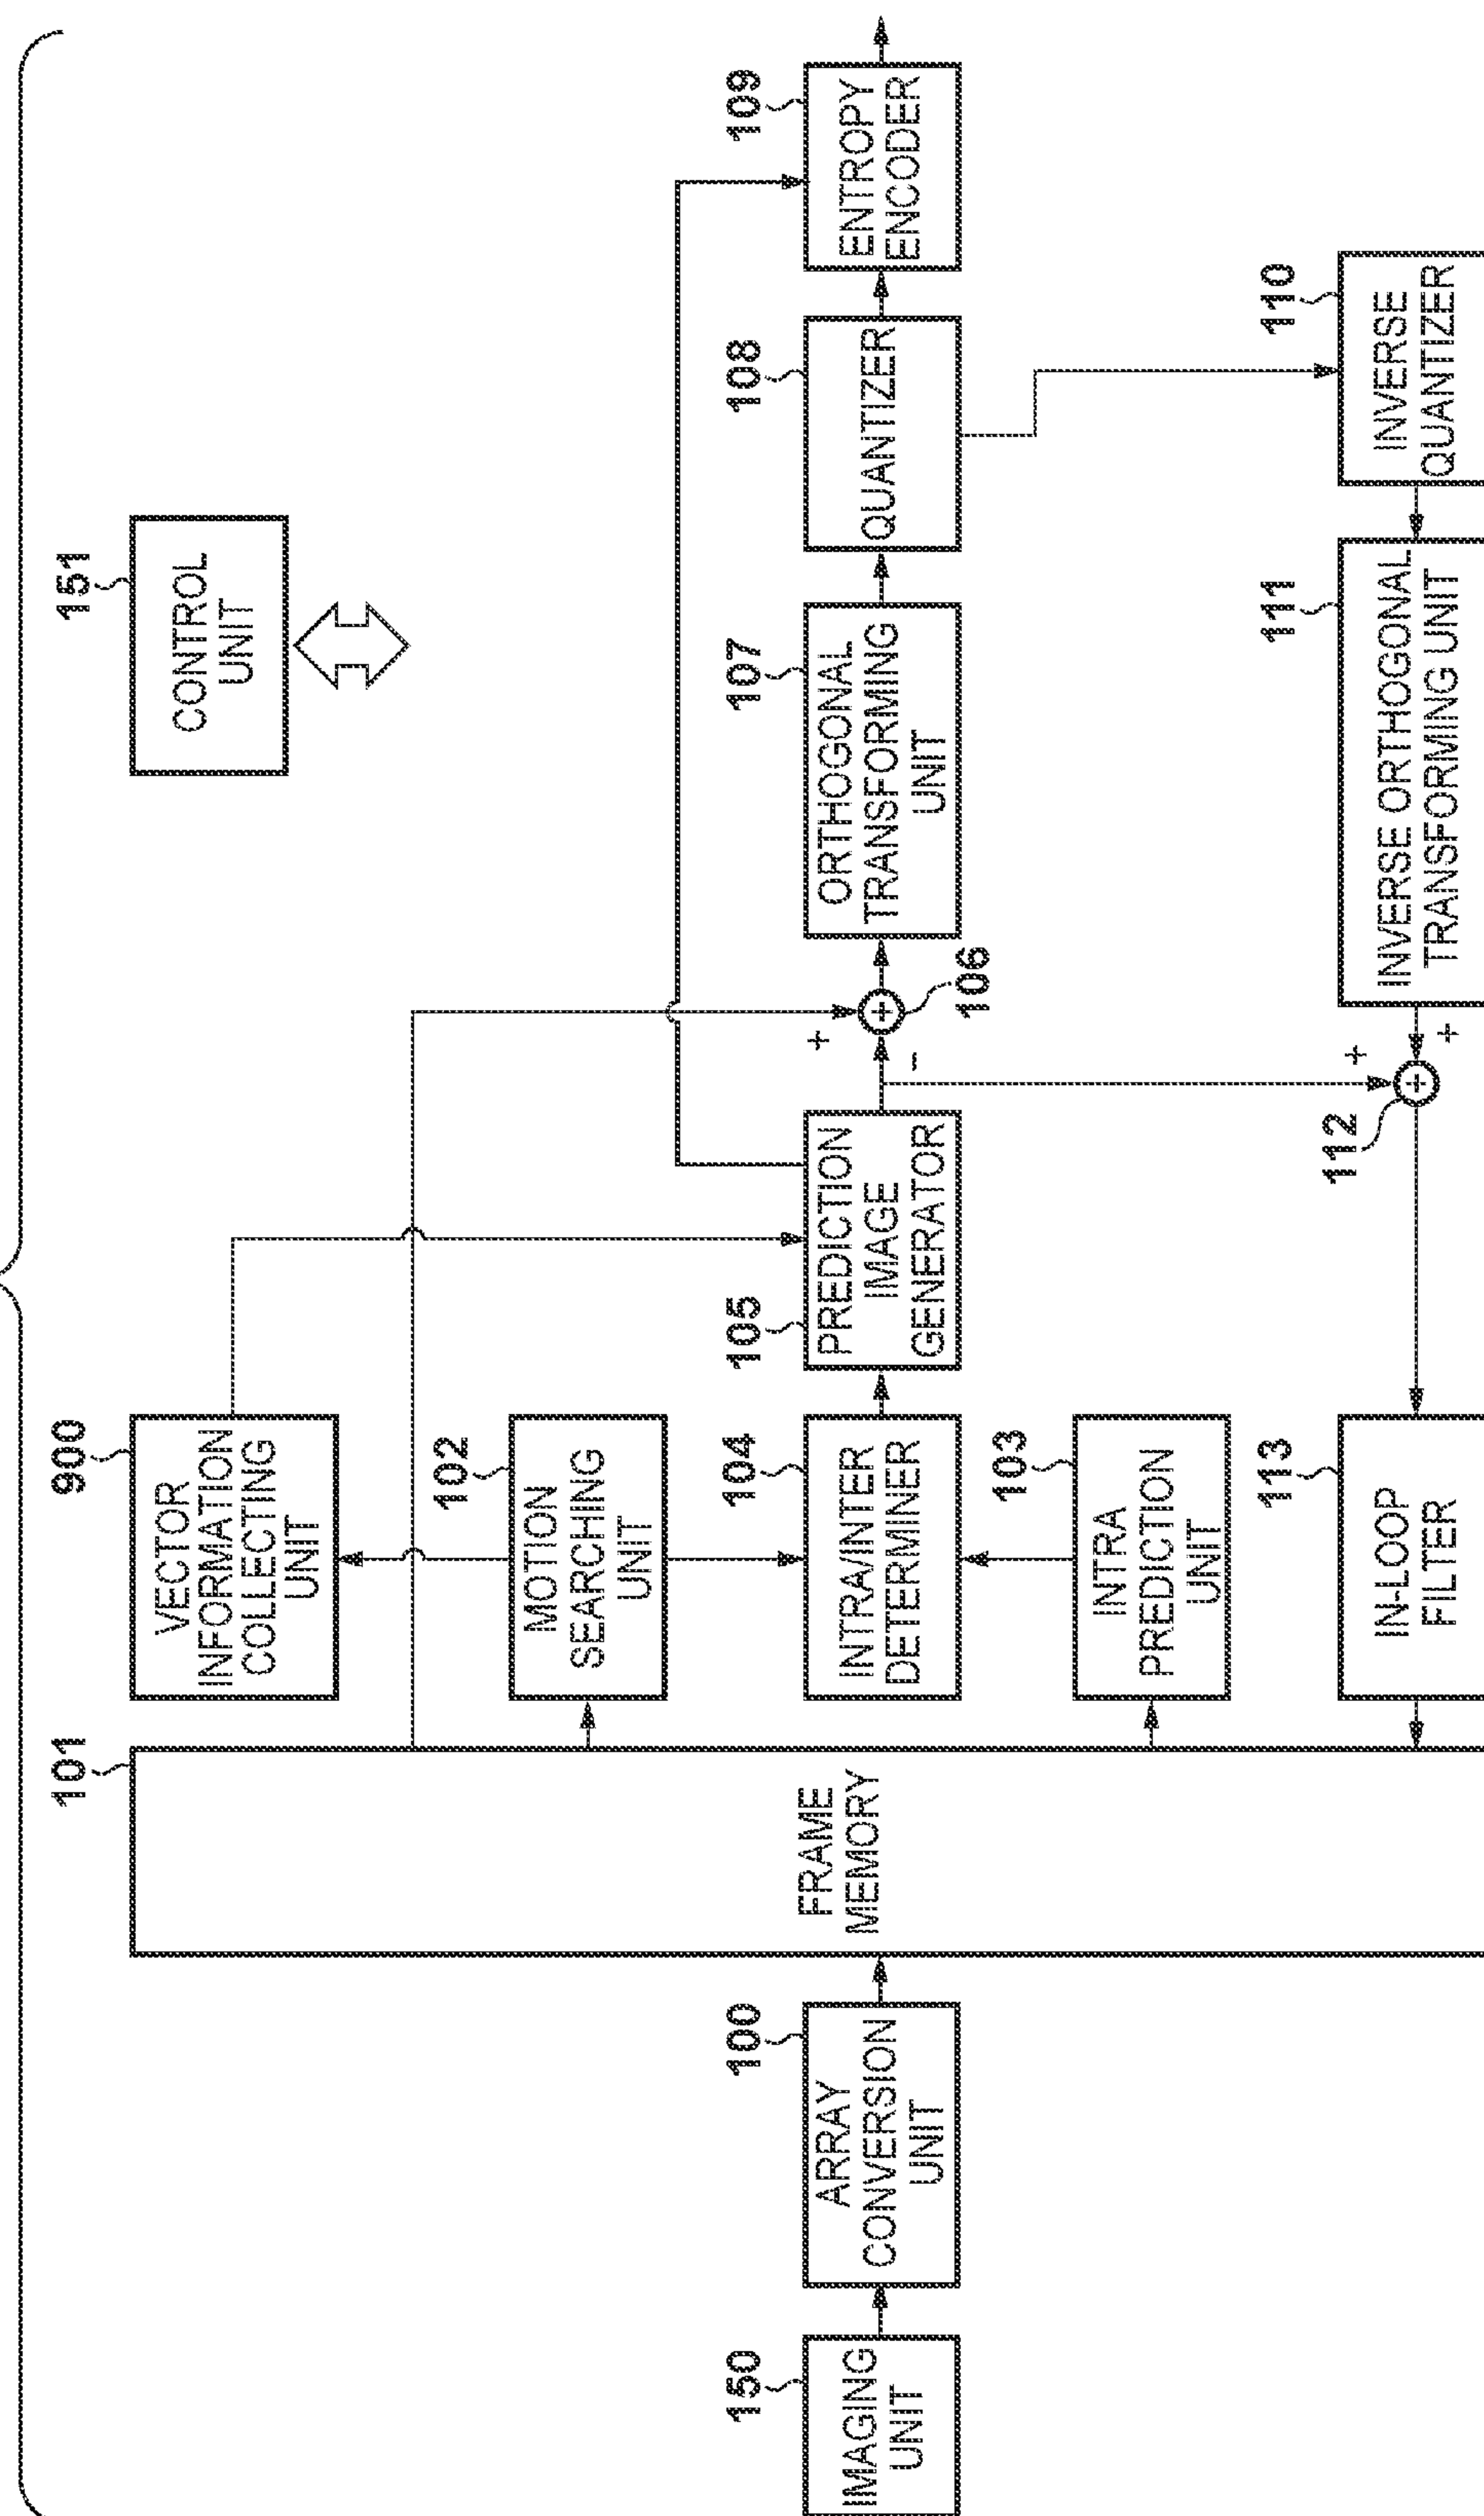 150
IMAGING
UNIT
100
ARRAY
CONVERSION
UNIT
101
FRAME
MEMORY
900
VECTOR
INFORMATION
COLLECTING
UNIT
102
MOTION
SEARCHING
UNIT
104
INTRA/INTER
DETERMINER
103
INTRA
PREDICTION
UNIT
113
IN-LOOP
FILTER
105
PREDICTION
IMAGE
GENERATOR
+
−
106
112
+
+
151
CONTROL
UNIT
107
ORTHOGONAL
TRANSFORMING
UNIT
108
QUANTIZER
109
ENTROPY
ENCODER
111
INVERSE ORTHOGONAL
TRANSFORMING UNIT
110
INVERSE
QUANTIZER